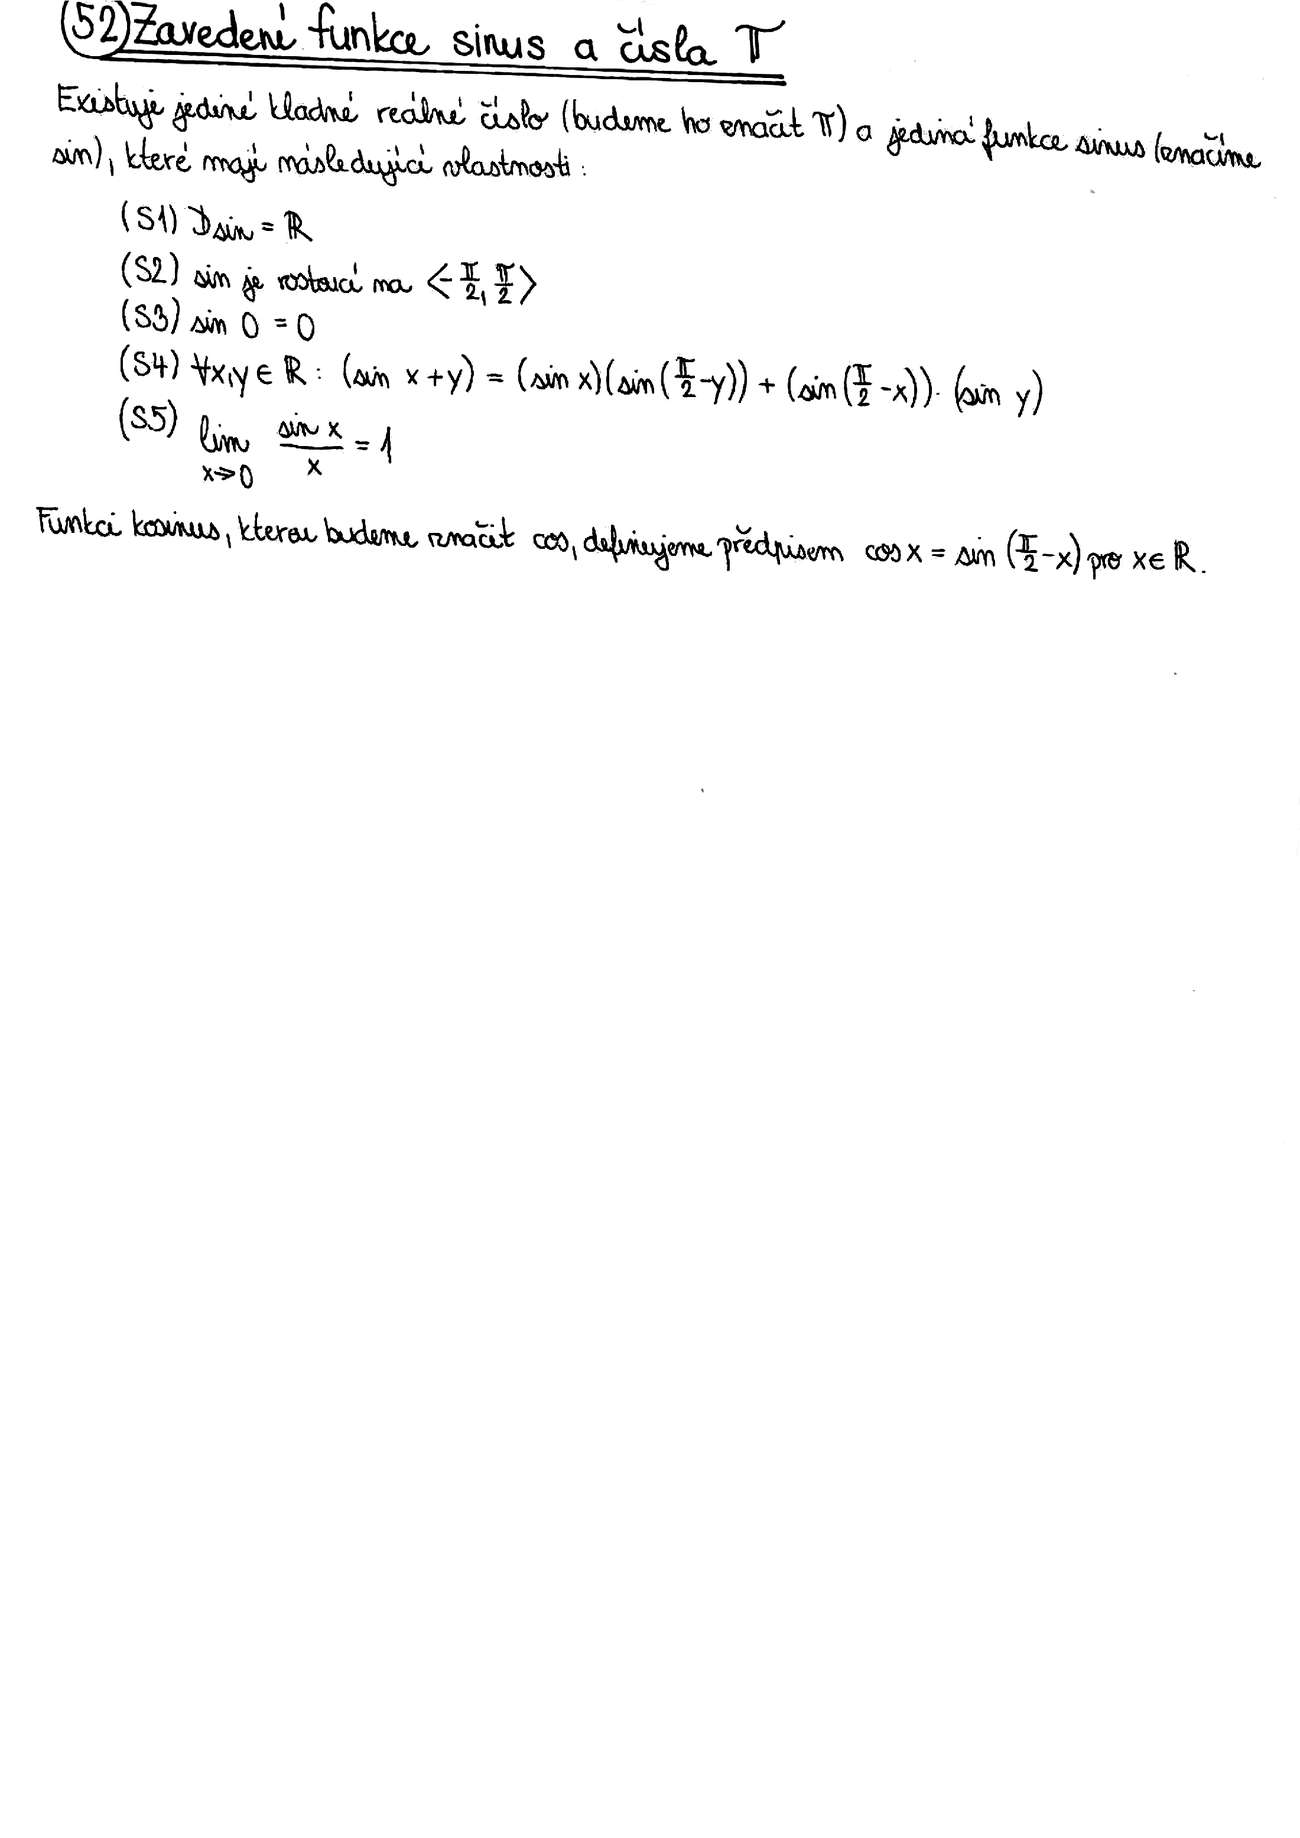 (52) Zavedení funkce sinus a čísla π
Existuje jediné kladné reálné číslo (budeme ho značit π) a jediná funkce sinus (značíme
sin), které mají následující vlastnosti:
(S1) D sin = ℝ
(S2) sin je rostoucí na <-π/2, π/2>
(S3) sin 0 = 0
(S4) ∀x,y ∈ ℝ: (sin x+y) = (sin x)(sin(π/2-y)) + (sin(π/2-x))·(sin y)
(S5) lim x→0 sin x / x = 1
Funkci kosinus, kterou budeme značit cos, definujeme předpisem cos x = sin (π/2-x) pro x ∈ ℝ.